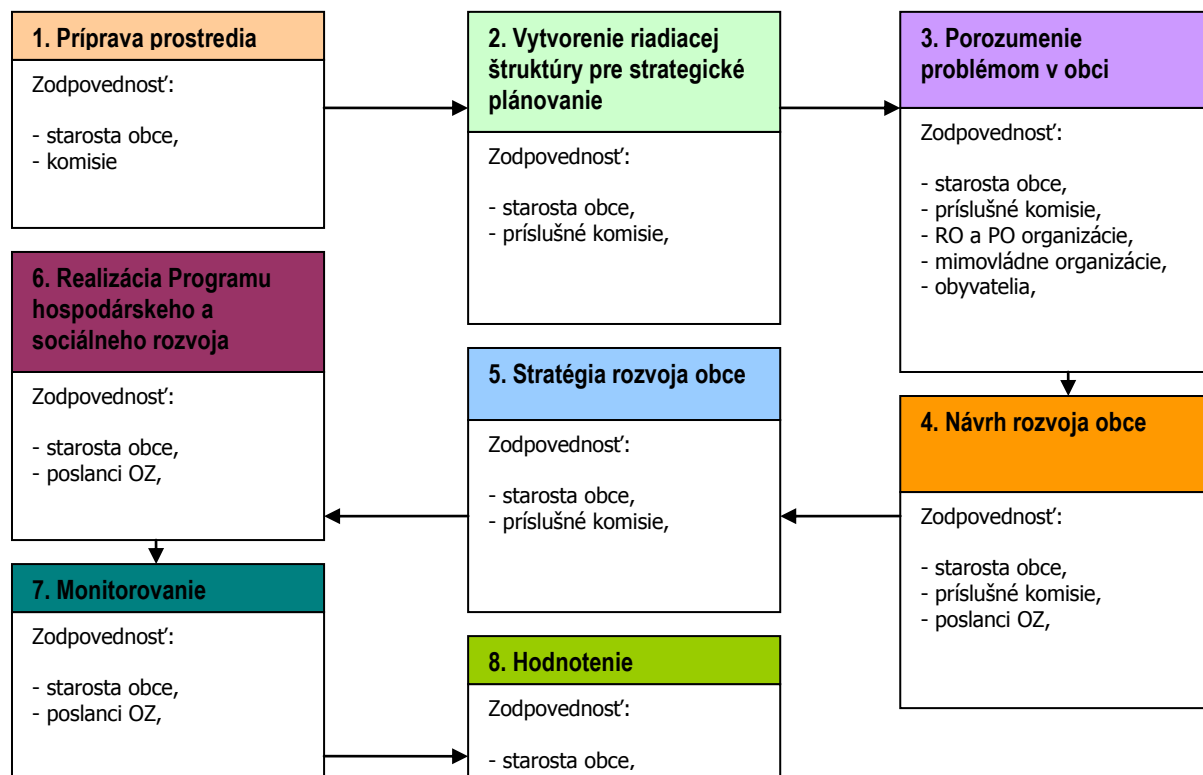 1. Príprava prostredia
Zodpovednosť:
- starosta obce,
- komisie
2. Vytvorenie riadiacej
štruktúry pre strategické
plánovanie
Zodpovednosť:
- starosta obce,
- príslušné komisie,
3. Porozumenie
problémom v obci
Zodpovednosť:
- starosta obce,
- príslušné komisie,
- RO a PO organizácie,
- mimovládne organizácie,
- obyvatelia,
4. Návrh rozvoja obce
Zodpovednosť:
- starosta obce,
- príslušné komisie,
- poslanci OZ,
5. Stratégia rozvoja obce
Zodpovednosť:
- starosta obce,
- príslušné komisie,
6. Realizácia Programu
hospodárskeho a
sociálneho rozvoja
Zodpovednosť:
- starosta obce,
- poslanci OZ,
7. Monitorovanie
Zodpovednosť:
- starosta obce,
- poslanci OZ,
8. Hodnotenie
Zodpovednosť:
- starosta obce,